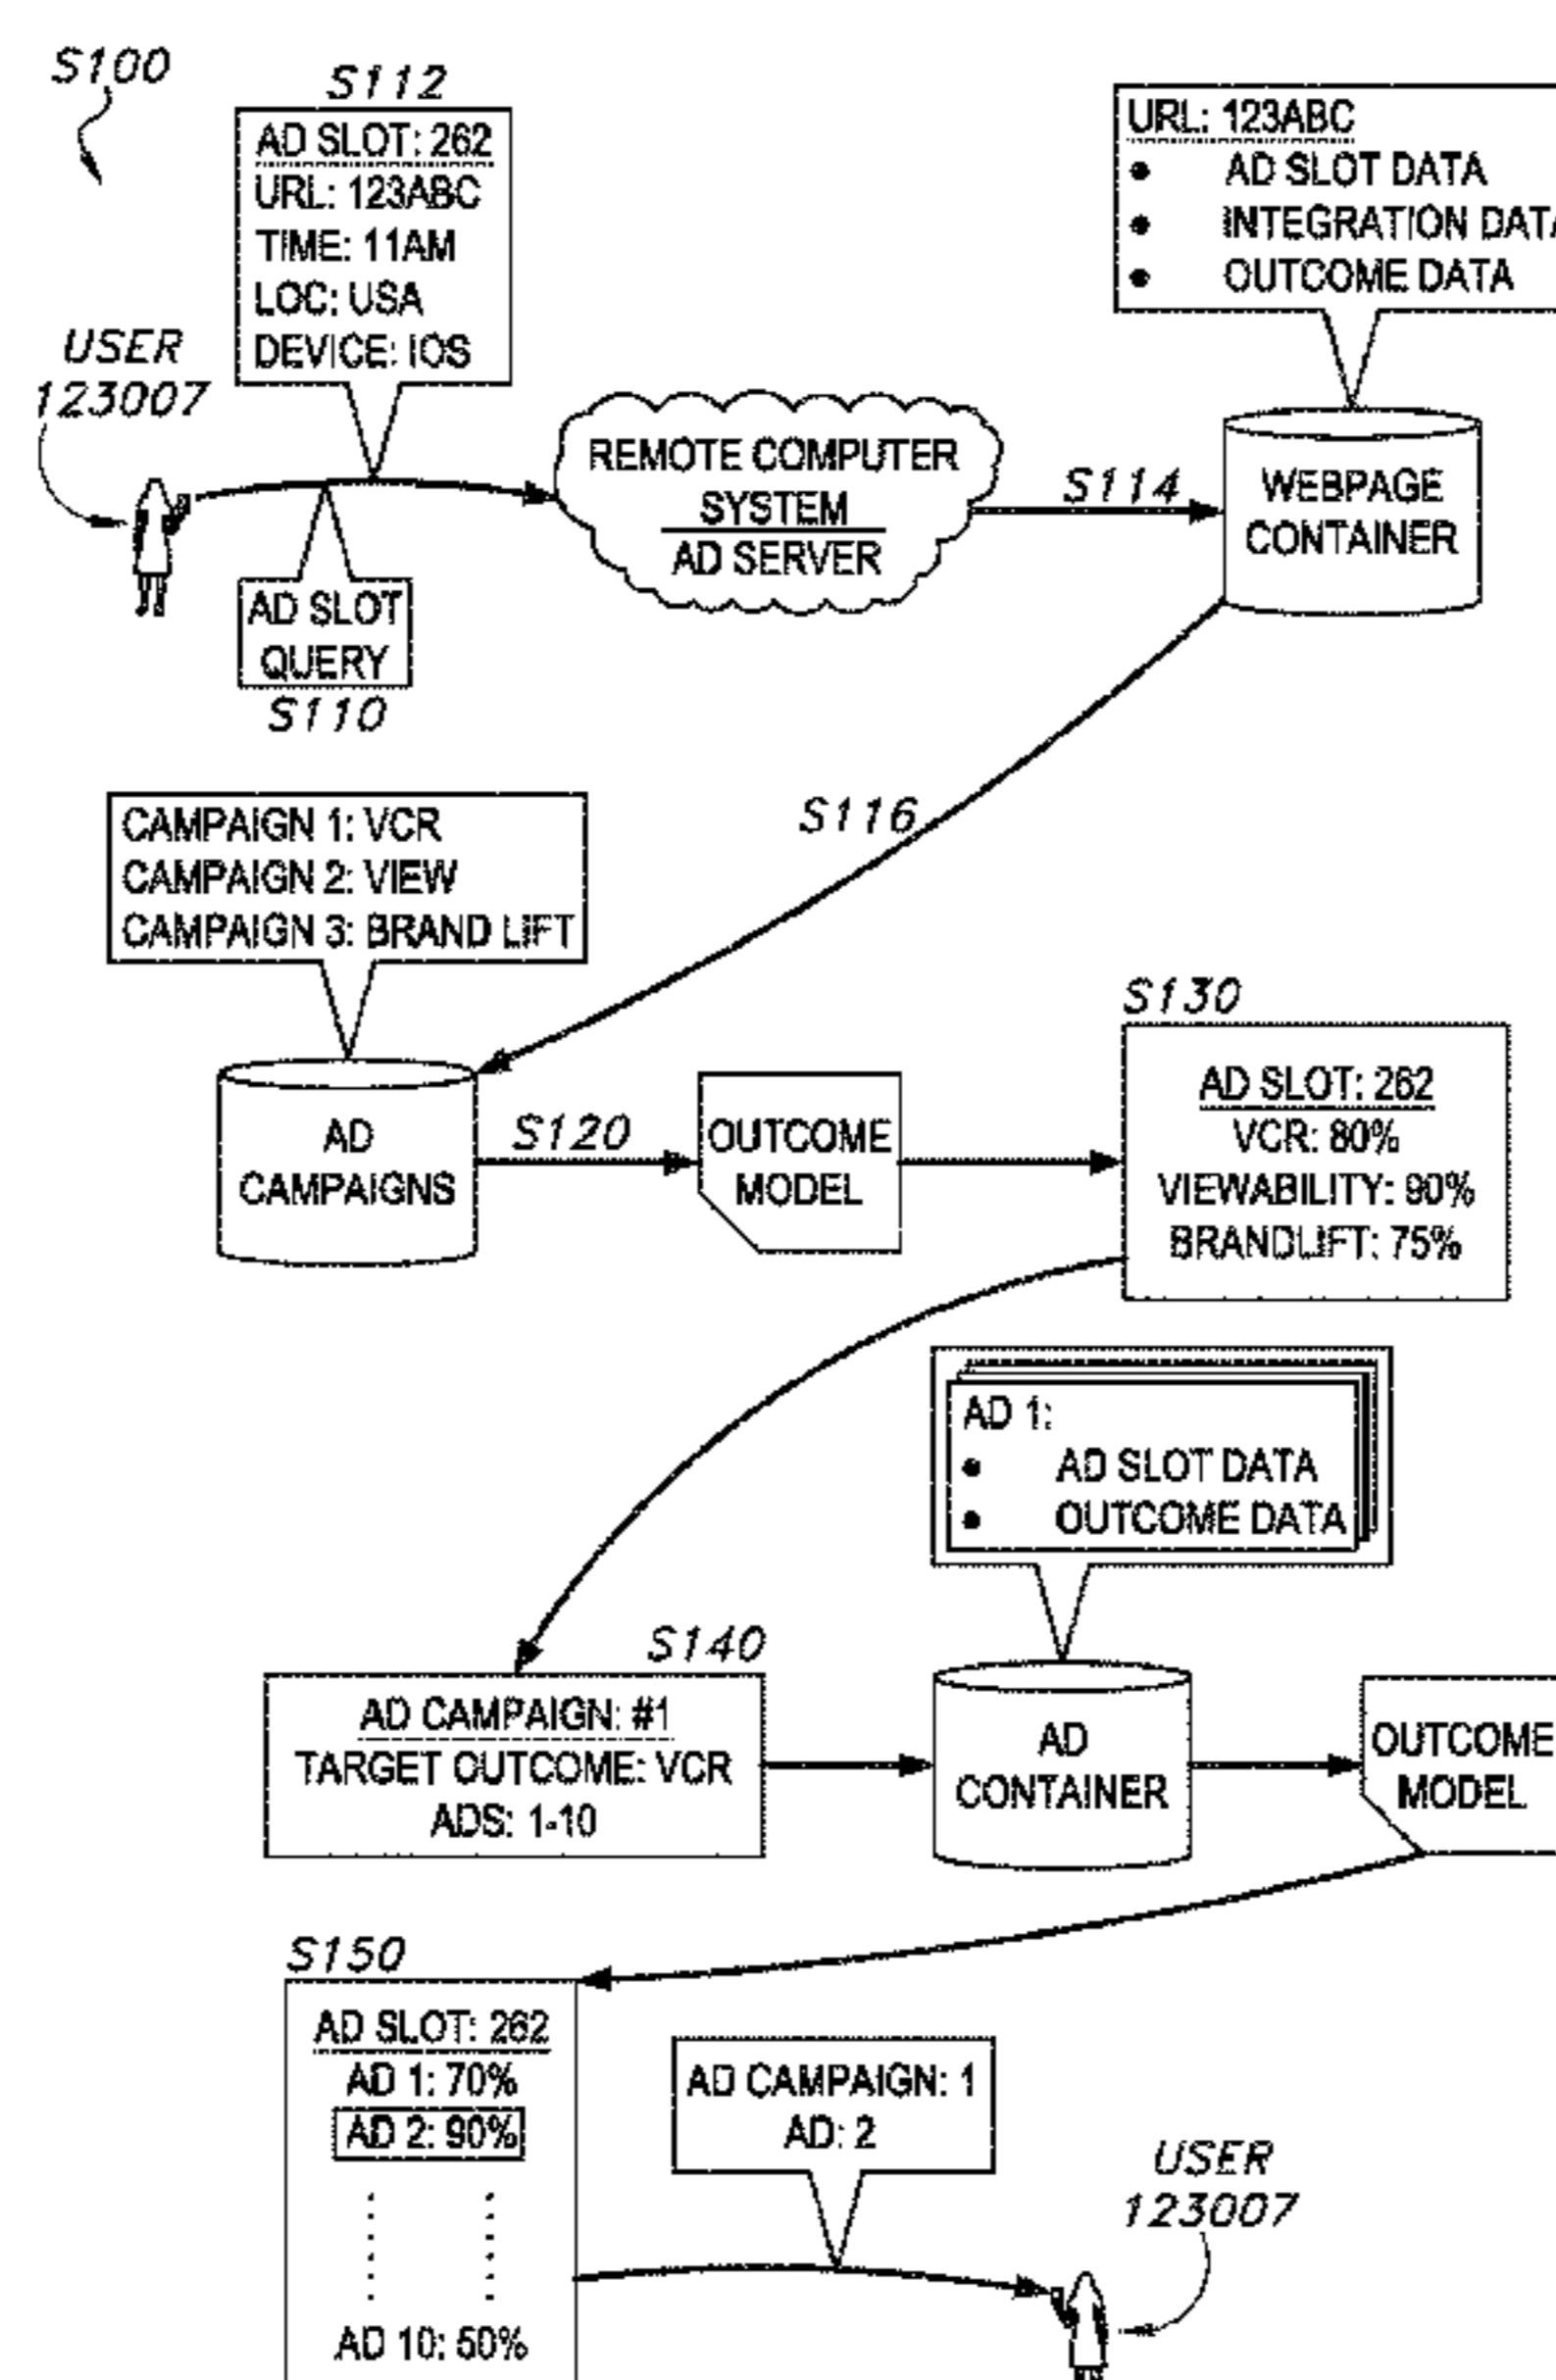 S100
S112
AD SLOT: 262
URL: 123ABC
TIME: 11AM
LOC: USA
DEVICE: IOS
URL: 123ABC
• AD SLOT DATA
• INTEGRATION DATA
• OUTCOME DATA
USER
123007
REMOTE COMPUTER
SYSTEM
AD SERVER
S114
WEBPAGE
CONTAINER
AD SLOT
QUERY
S110
S116
CAMPAIGN 1: VCR
CAMPAIGN 2: VIEW
CAMPAIGN 3: BRAND LIFT
AD
CAMPAIGNS
S120
OUTCOME
MODEL
S130
AD SLOT: 262
VCR: 80%
VIEWABILITY: 90%
BRANDLIFT: 75%
AD 1:
• AD SLOT DATA
• OUTCOME DATA
S140
AD CAMPAIGN: #1
TARGET OUTCOME: VCR
ADS: 1-10
AD
CONTAINER
OUTCOME
MODEL
S150
AD SLOT: 262
AD 1: 70%
AD 2: 90%
AD 10: 50%
AD CAMPAIGN: 1
AD: 2
USER
123007